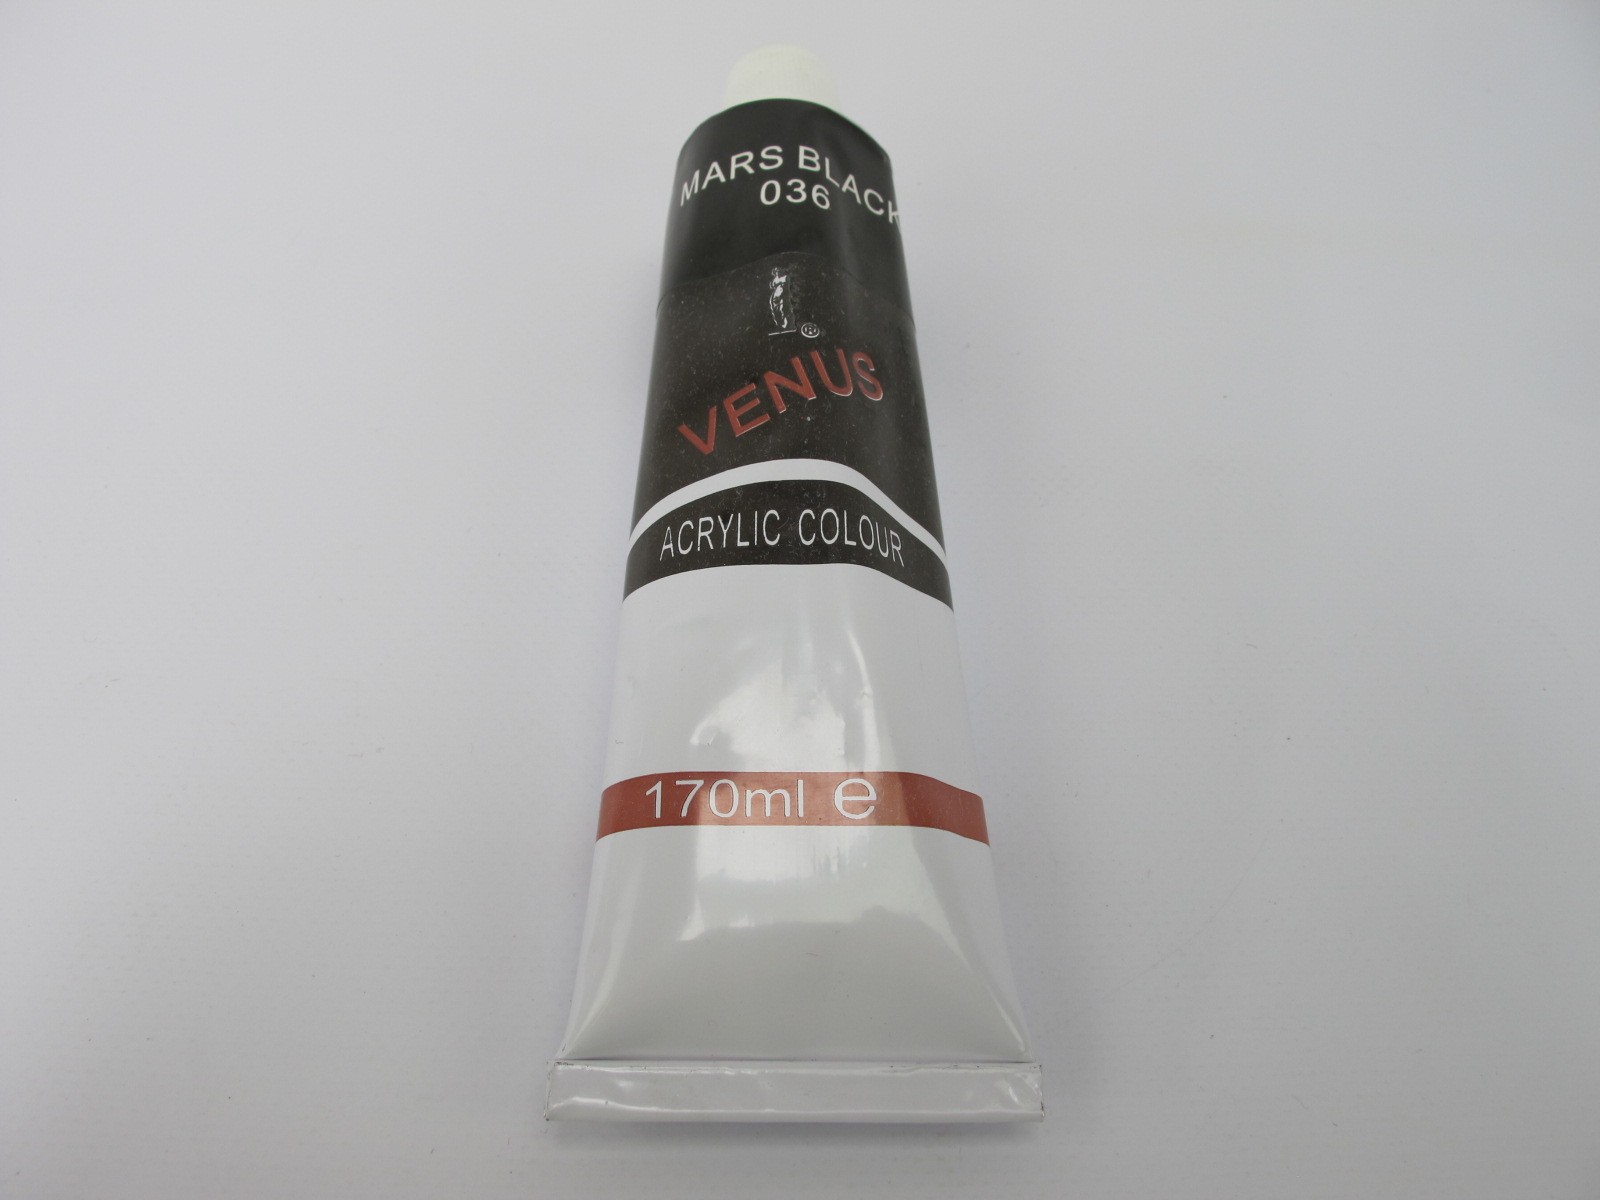 MARS BLACK
036
®
VENUS
ACRYLIC COLOUR
170ml e